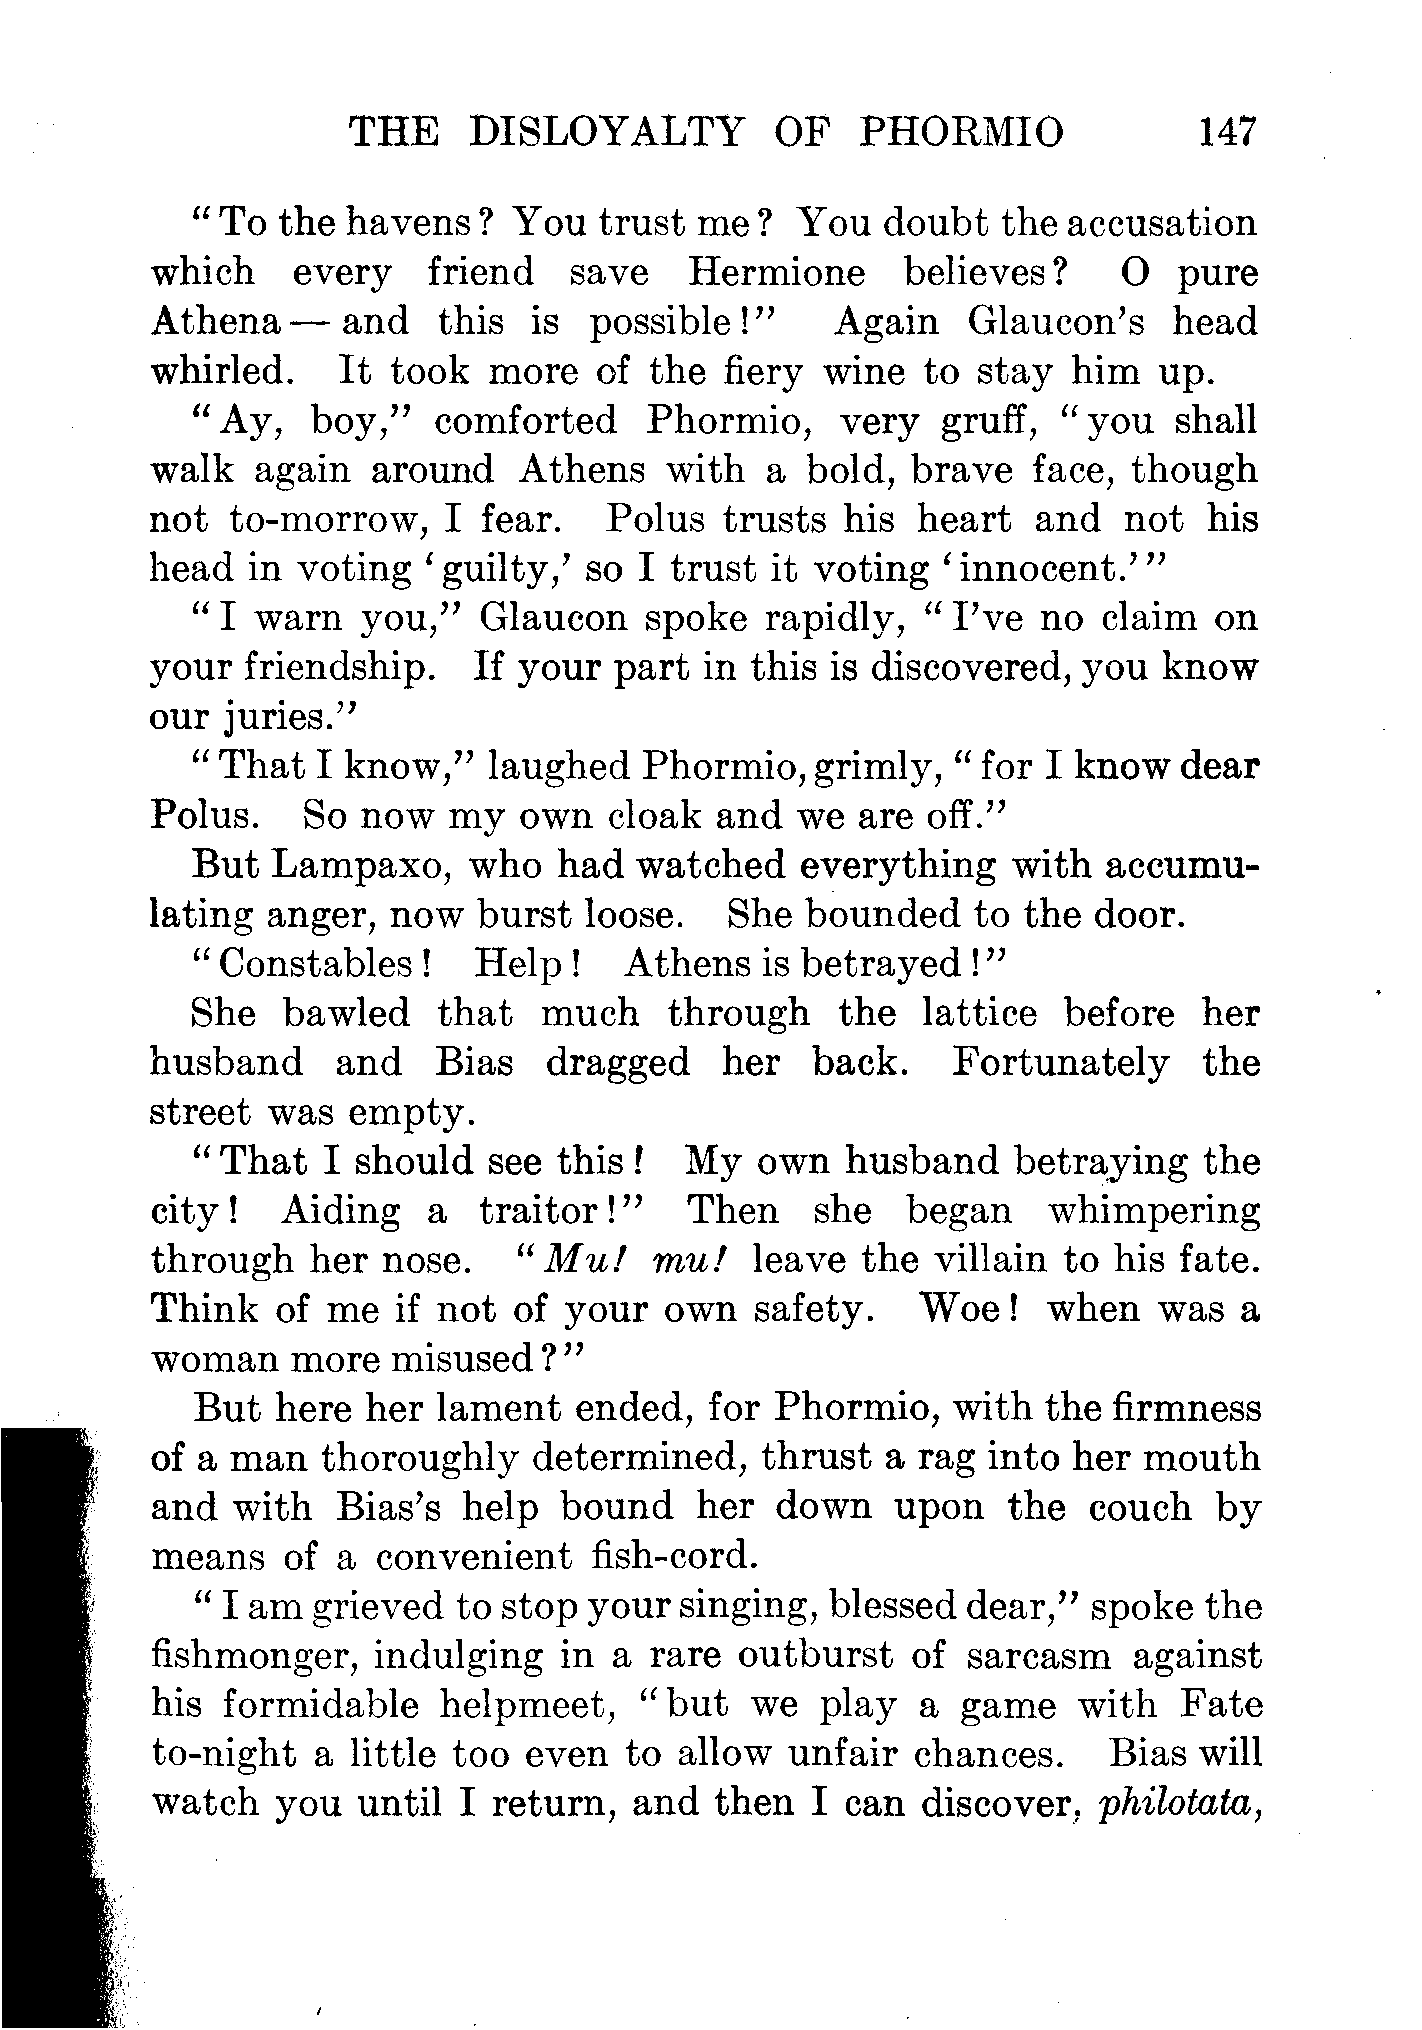 THE DISLOYALTY OF PHORMIO 147
“To the havens? You trust me? You doubt the accusation
which every friend save Hermione believes? O pure
Athena — and this is possible!” Again Glaucon’s head
whirled. It took more of the fiery wine to stay him up.
“Ay, boy,” comforted Phormio, very gruff, “you shall
walk again around Athens with a bold, brave face, though
not to-morrow, I fear. Polus trusts his heart and not his
head in voting ‘guilty,’ so I trust it voting ‘innocent.’”
“I warn you,” Glaucon spoke rapidly, “I’ve no claim on
your friendship. If your part in this is discovered, you know
our juries.”
“That I know,” laughed Phormio, grimly, “for I know dear
Polus. So now my own cloak and we are off.”
But Lampaxo, who had watched everything with accumu-
lating anger, now burst loose. She bounded to the door.
“Constables! Help! Athens is betrayed!”
She bawled that much through the lattice before her
husband and Bias dragged her back. Fortunately the
street was empty.
“That I should see this! My own husband betraying the
city! Aiding a traitor!” Then she began whimpering
through her nose. “Mu! mu! leave the villain to his fate.
Think of me if not of your own safety. Woe! when was a
woman more misused?”
But here her lament ended, for Phormio, with the firmness
of a man thoroughly determined, thrust a rag into her mouth
and with Bias’s help bound her down upon the couch by
means of a convenient fish-cord.
“I am grieved to stop your singing, blessed dear,” spoke the
fishmonger, indulging in a rare outburst of sarcasm against
his formidable helpmeet, “but we play a game with Fate
to-night a little too even to allow unfair chances. Bias will
watch you until I return, and then I can discover, philotata,